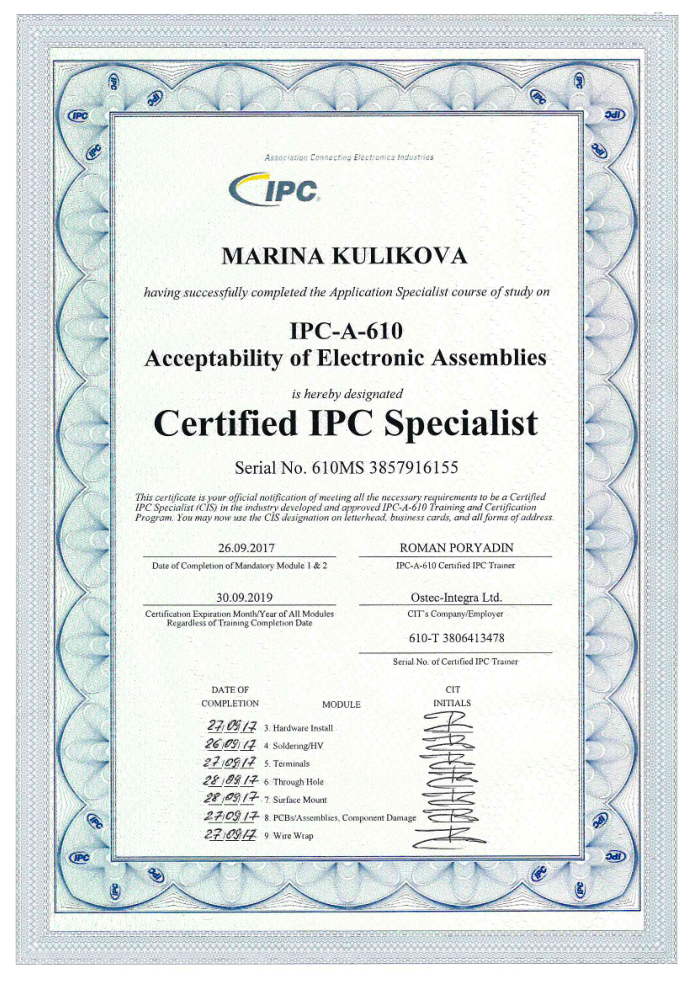 Association Connecting Electronics Industries
IPC®
MARINA KULIKOVA
having successfully completed the Application Specialist course of study on
IPC-A-610
Acceptability of Electronic Assemblies
is hereby designated
Certified IPC Specialist
Serial No. 610MS 3857916155
This certificate is your official notification of meeting all the necessary requirements to be a Certified
IPC Specialist (CIS) in the industry developed and approved IPC-A-610 Training and Certification
Program. You may now use the CIS designation on letterhead, business cards, and all forms of address.
26.09.2017
Date of Completion of Mandatory Module 1 & 2
ROMAN PORYADIN
IPC-A-610 Certified IPC Trainer
30.09.2019
Certification Expiration Month/Year of All Modules
Regardless of Training Completion Date
Ostec-Integra Ltd.
CIT's Company/Employer
610-T 3806413478
Serial No. of Certified IPC Trainer
DATE OF
COMPLETION
MODULE
CIT
INITIALS
27/09/17 3. Hardware Install
26/09/17 4 Soldering/HV
27/09/17 5. Terminals
28/09/17 6 Through Hole
28/09/17 7. Surface Mount
27/09/17 8. PCBs/Assemblies, Component Damage
27/09/17 9 Wire Wrap